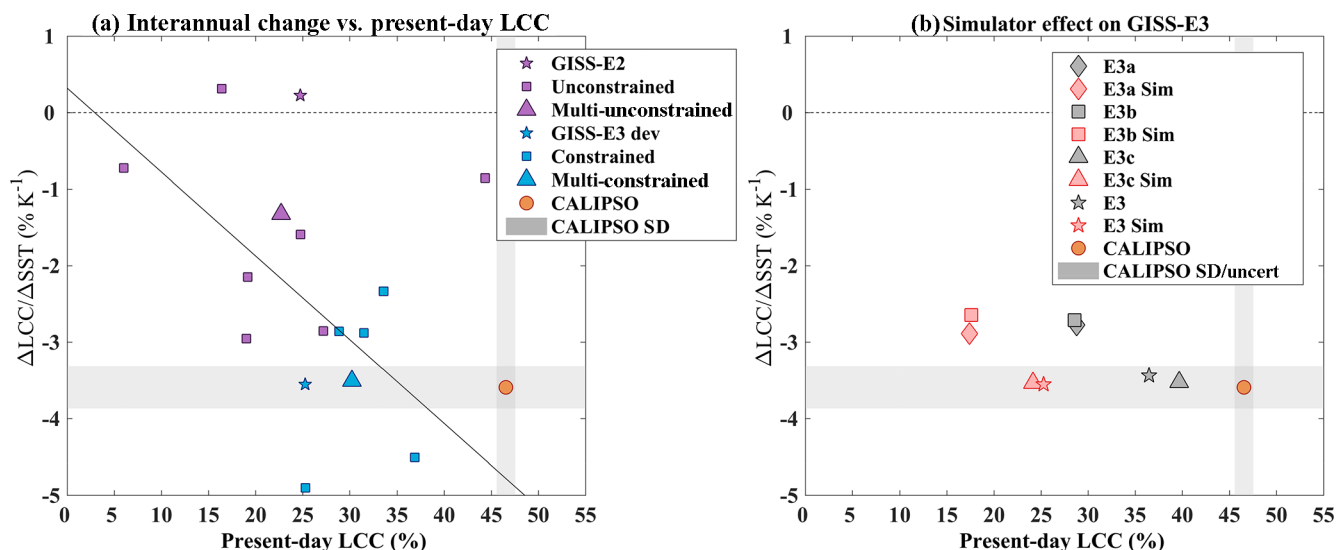 (a) Interannual change vs. present-day LCC
1
0
-1
-2
-3
-4
-5
ΔLCC/ΔSST (% K⁻¹)
GISS-E2
Unconstrained
Multi-unconstrained
GISS-E3 dev
Constrained
Multi-constrained
CALIPSO
CALIPSO SD
0 5 10 15 20 25 30 35 40 45 50 55
Present-day LCC (%)
(b) Simulator effect on GISS-E3
1
0
-1
-2
-3
-4
-5
ΔLCC/ΔSST (% K⁻¹)
E3a
E3a Sim
E3b
E3b Sim
E3c
E3c Sim
E3
E3 Sim
CALIPSO
CALIPSO SD/uncert
0 5 10 15 20 25 30 35 40 45 50 55
Present-day LCC (%)